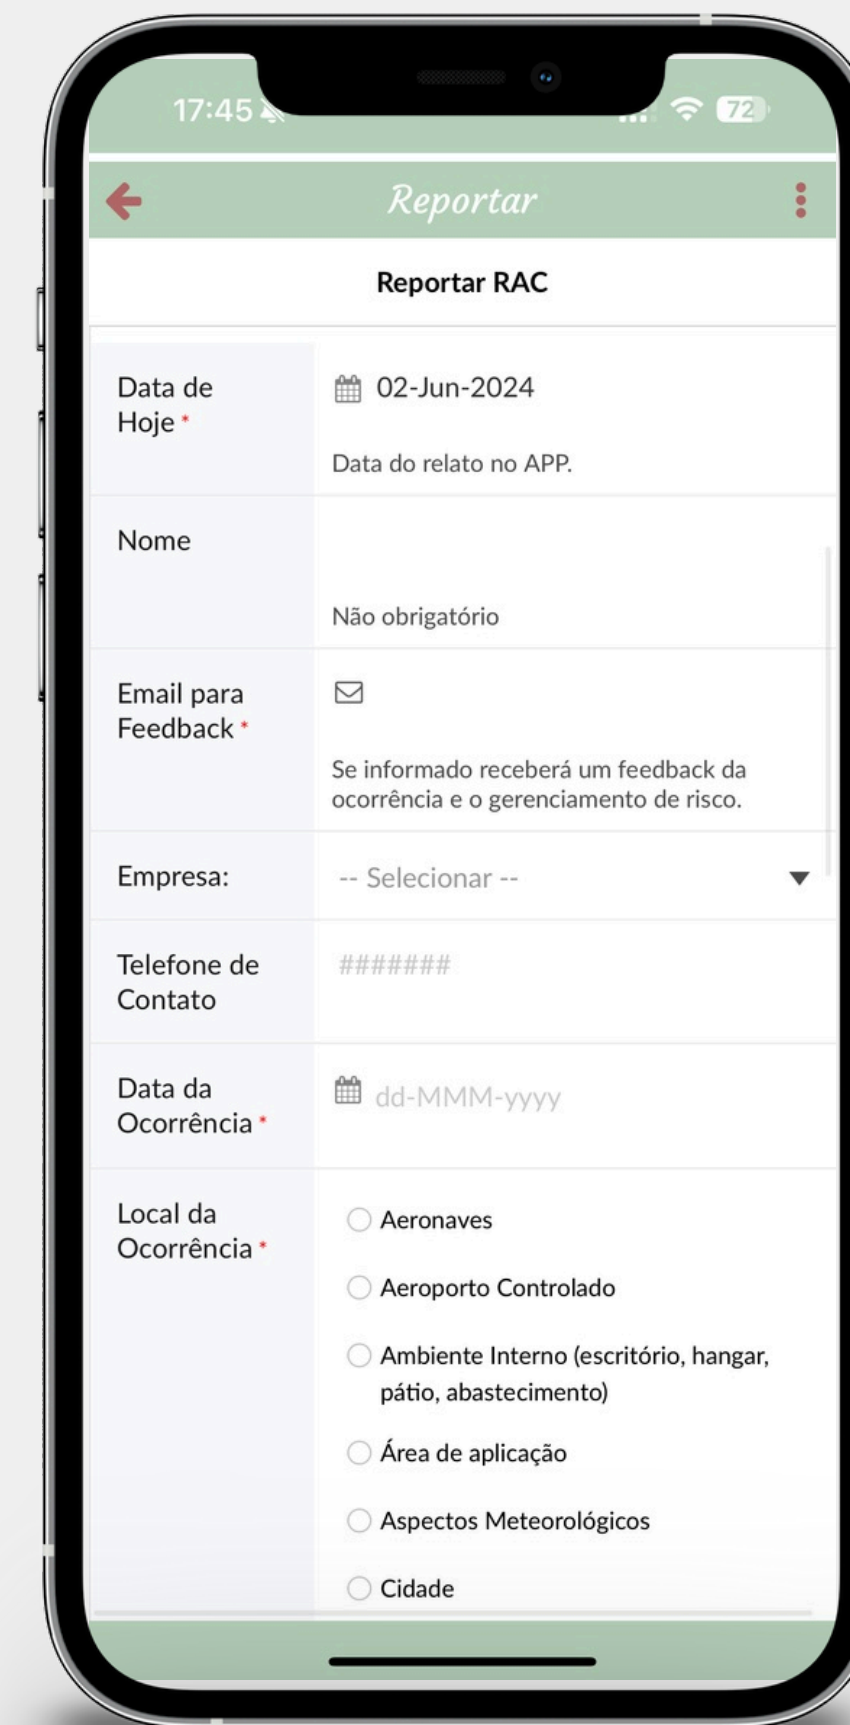 17:45
72
Reportar
Reportar RAC
Data de
Hoje *
02-Jun-2024
Data do relato no APP.
Nome
Não obrigatório
Email para
Feedback *
Se informado receberá um feedback da
ocorrência e o gerenciamento de risco.
Empresa:
-- Selecionar --
Telefone de
Contato
#######
Data da
Ocorrência *
dd-MMM-yyyy
Local da
Ocorrência *
Aeronaves
Aeroporto Controlado
Ambiente Interno (escritório, hangar,
pátio, abastecimento)
Área de aplicação
Aspectos Meteorológicos
Cidade